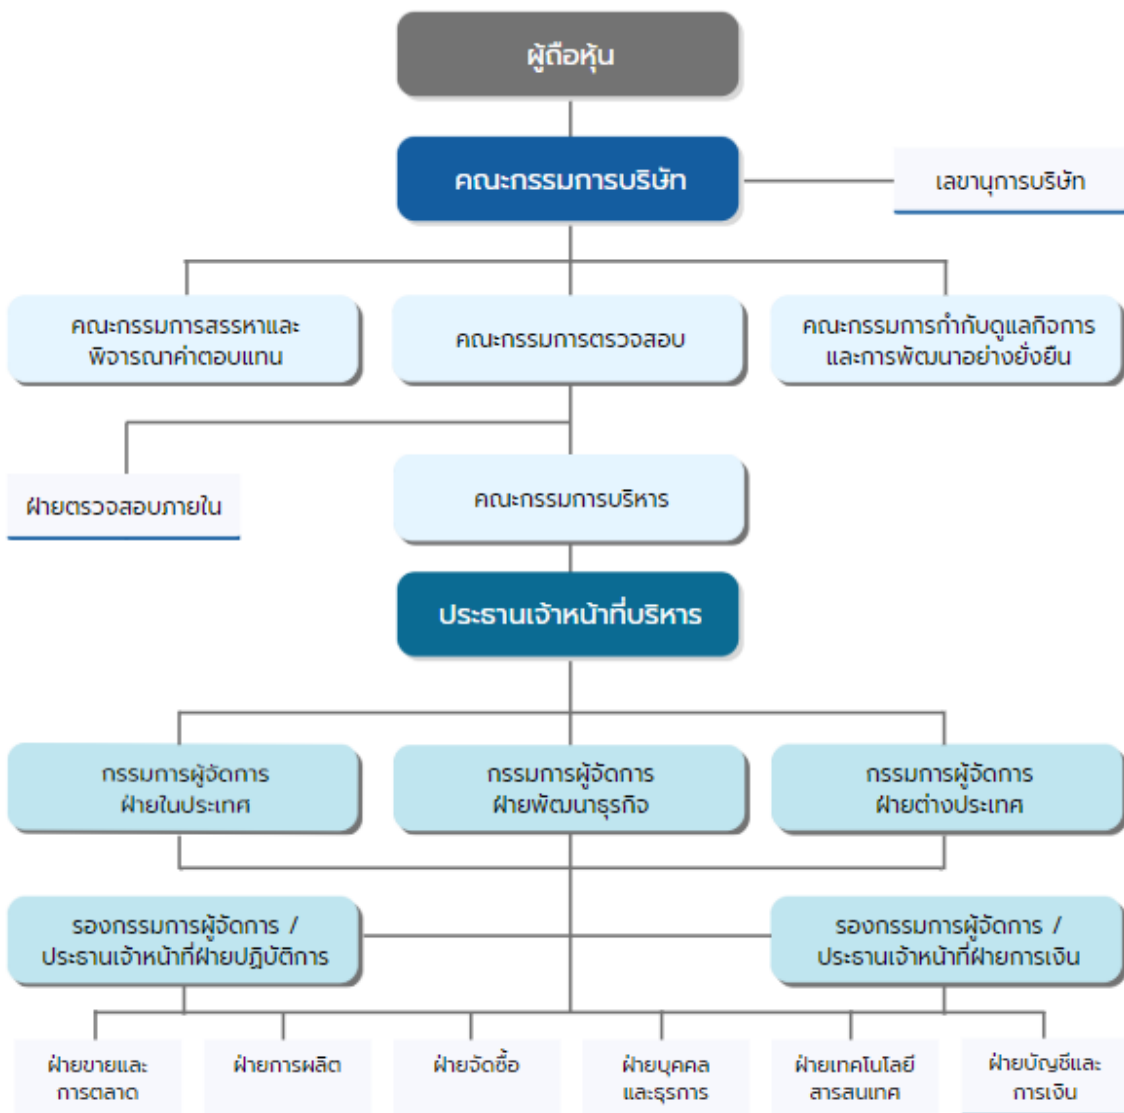 ผู้ถือหุ้น
คณะกรรมการบริษัท
เลขานุการบริษัท
คณะกรรมการสรรหาและ
พิจารณาค่าตอบแทน
คณะกรรมการตรวจสอบ
คณะกรรมการกำกับดูแลกิจการ
และการพัฒนาอย่างยั่งยืน
ฝ่ายตรวจสอบภายใน
คณะกรรมการบริหาร
ประธานเจ้าหน้าที่บริหาร
กรรมการผู้จัดการ
ฝ่ายในประเทศ
กรรมการผู้จัดการ
ฝ่ายพัฒนาธุรกิจ
กรรมการผู้จัดการ
ฝ่ายต่างประเทศ
รองกรรมการผู้จัดการ /
ประธานเจ้าหน้าที่ฝ่ายปฏิบัติการ
รองกรรมการผู้จัดการ /
ประธานเจ้าหน้าที่ฝ่ายการเงิน
ฝ่ายขายและ
การตลาด
ฝ่ายการผลิต
ฝ่ายจัดซื้อ
ฝ่ายบุคคล
และธุรการ
ฝ่ายเทคโนโลยี
สารสนเทศ
ฝ่ายบัญชีและ
การเงิน